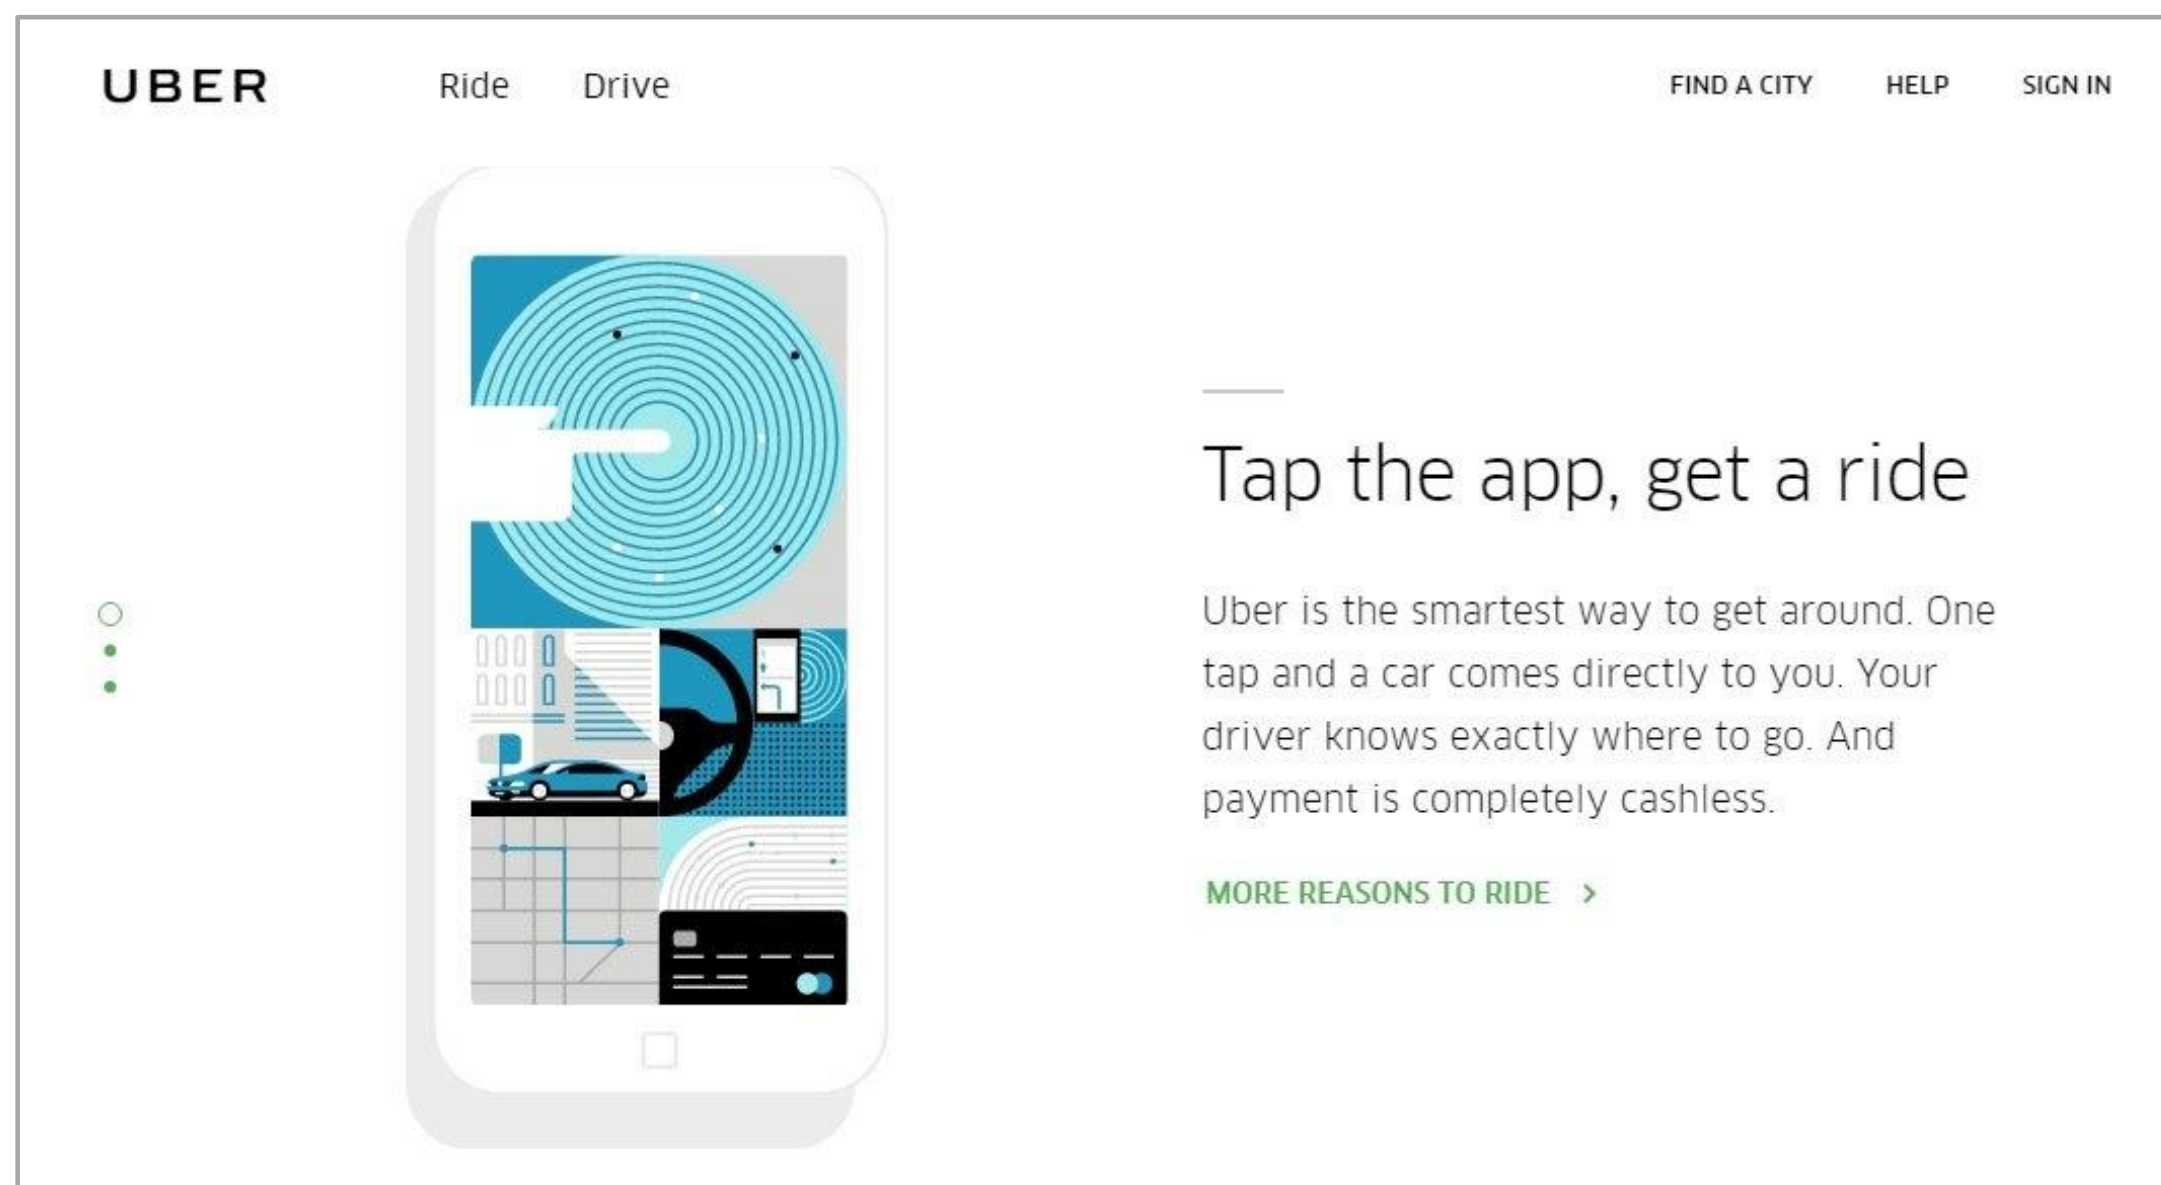 UBER
Ride
Drive
FIND A CITY
HELP
SIGN IN
Tap the app, get a ride
Uber is the smartest way to get around. One
tap and a car comes directly to you. Your
driver knows exactly where to go. And
payment is completely cashless.
MORE REASONS TO RIDE